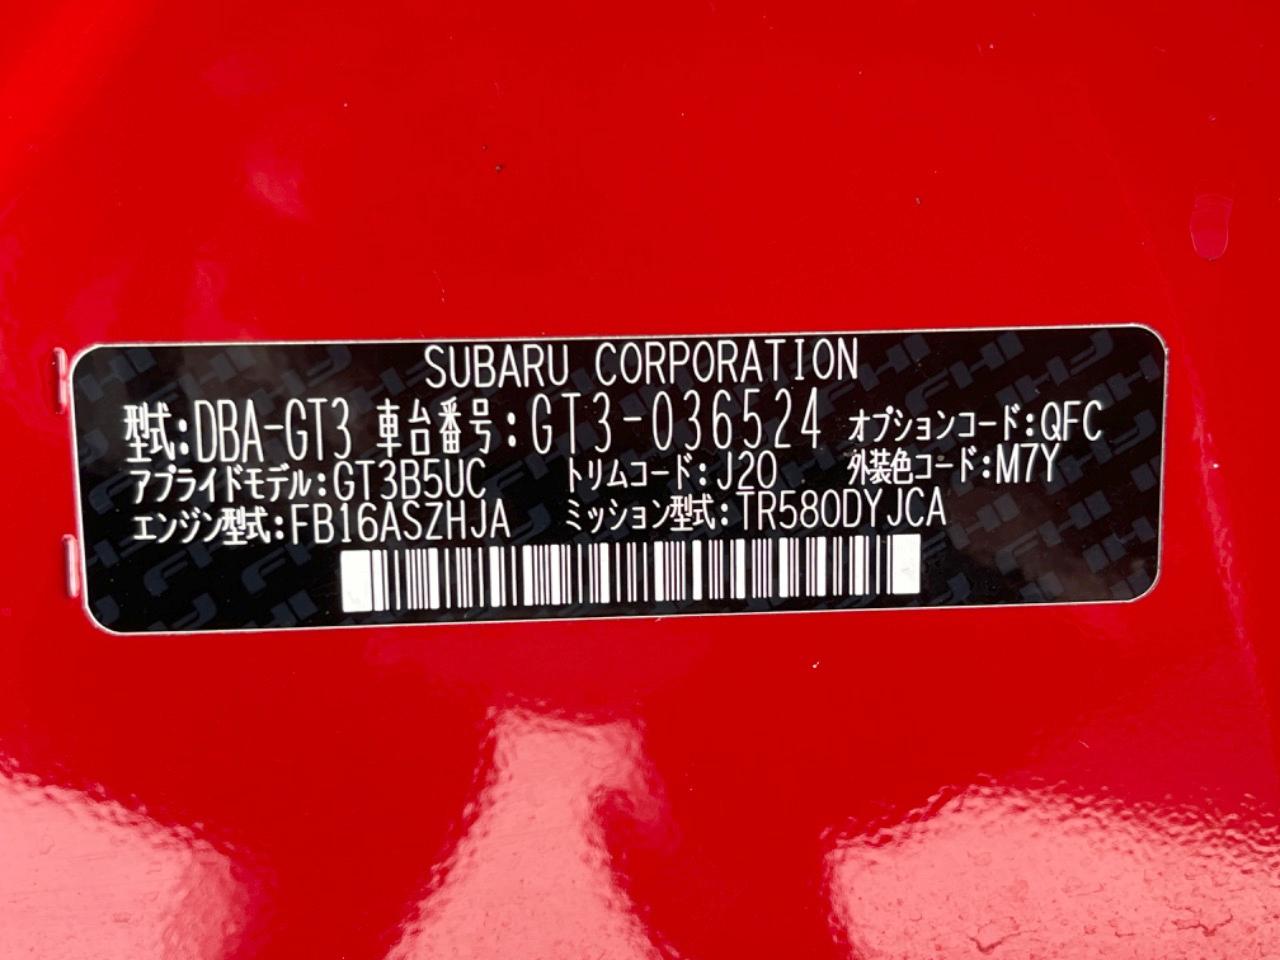 SUBARU CORPORATION
型式:DBA-GT3 車台番号:GT3-036524 オプションコード:QFC
アプライドモデル:GT3B5UC トリムコード:J20 外装色コード:M7Y
エンジン型式:FB16ASZHJA ミッション型式:TR580DYJCA